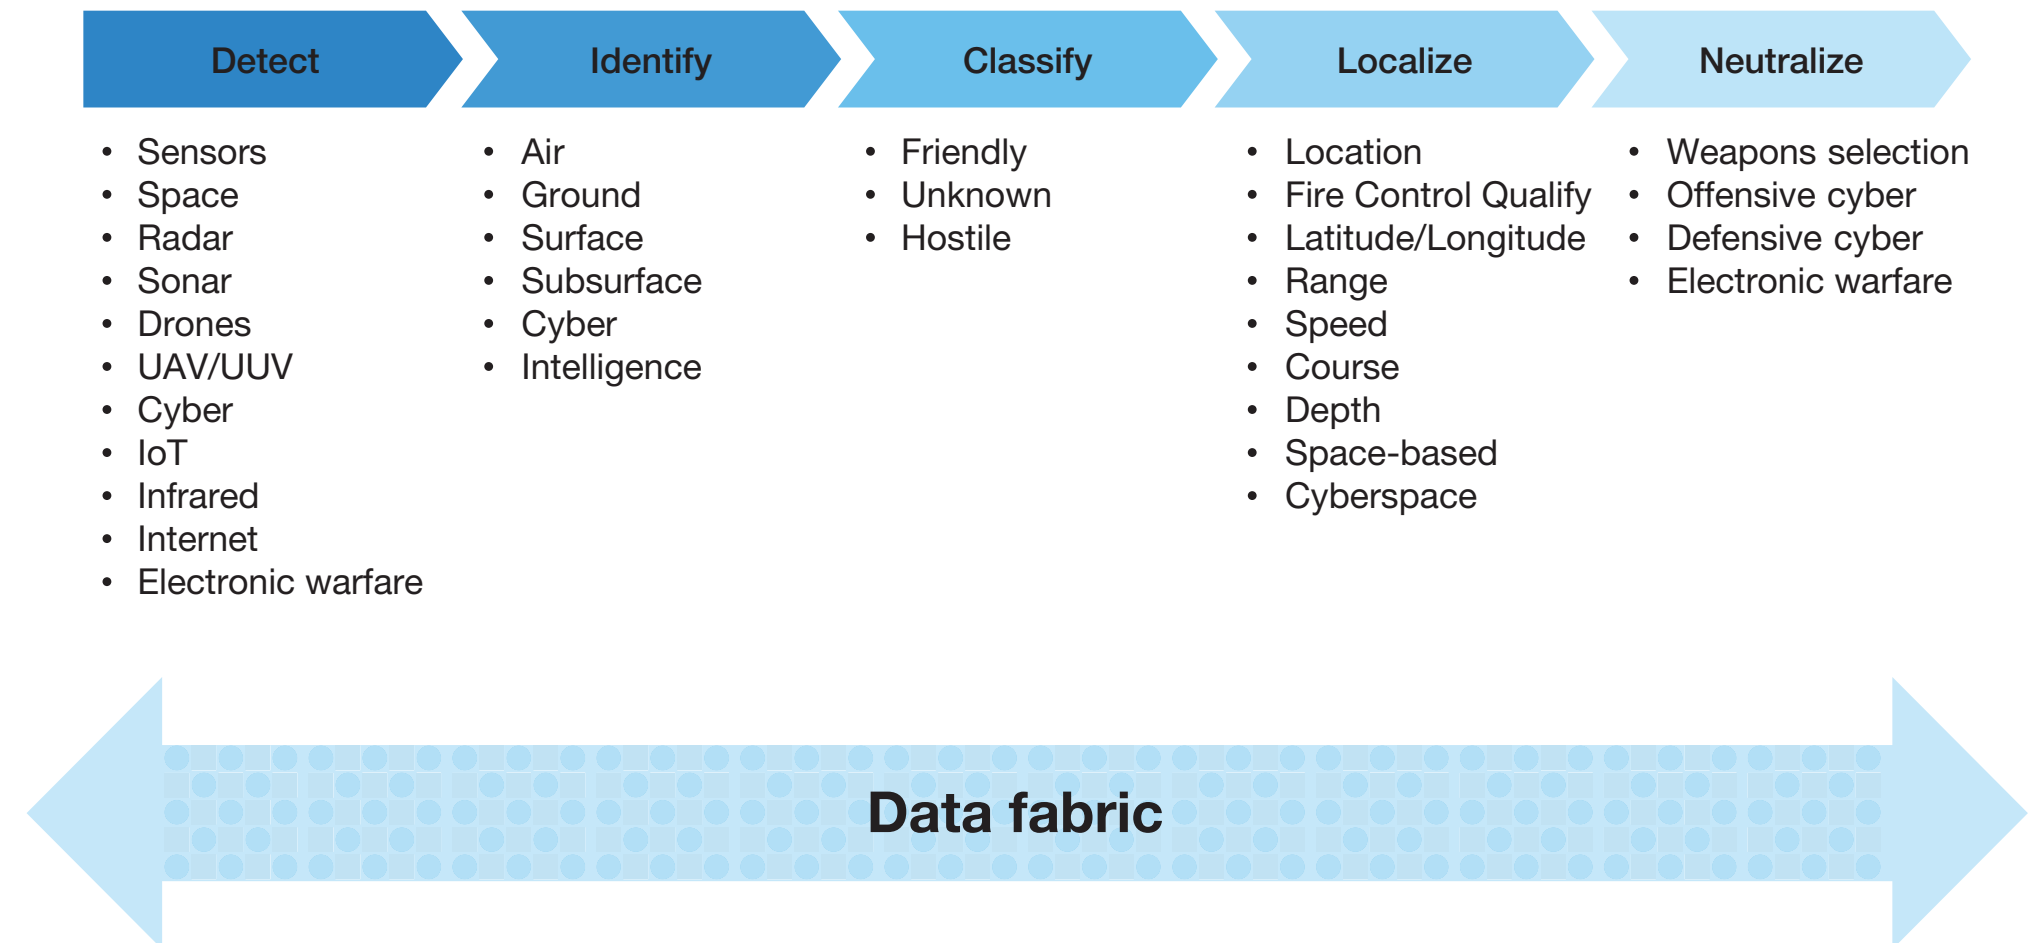 Detect
Identify
Classify
Localize
Neutralize
• Sensors
• Space
• Radar
• Sonar
• Drones
• UAV/UUV
• Cyber
• IoT
• Infrared
• Internet
• Electronic warfare
• Air
• Ground
• Surface
• Subsurface
• Cyber
• Intelligence
• Friendly
• Unknown
• Hostile
• Location
• Fire Control Qualify
• Latitude/Longitude
• Range
• Speed
• Course
• Depth
• Space-based
• Cyberspace
• Weapons selection
• Offensive cyber
• Defensive cyber
• Electronic warfare
Data fabric